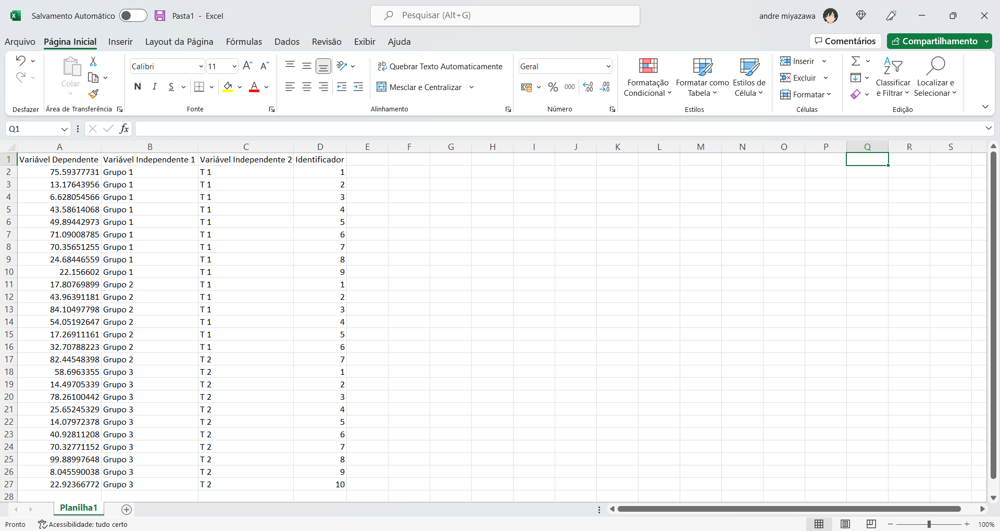 Salvamento Automático Pasta1 - Excel Pesquisar (Alt+G) andre miyazawa
Arquivo Página Inicial Inserir Layout da Página Fórmulas Dados Revisão Exibir Ajuda Comentários Compartilhamento
Colar
Calibri 11
N I S A
ab Quebrar Texto Automaticamente
Mesclar e Centralizar
Geral
% 000
Formatação Condicional
Formatar como Tabela
Estilos de Célula
Inserir
Excluir
Formatar
Classificar e Filtrar
Localizar e Selecionar
Desfazer Área de Transferência Fonte Alinhamento Número Estilos Células Edição
Q1 fx
A B C D E F G H I J K L M N O P Q R S
1 Variável Dependente Variável Independente 1 Variável Independente 2 Identificador
2 75.59377731 Grupo 1 T 1 1
3 13.17643956 Grupo 1 T 1 2
4 6.628054566 Grupo 1 T 1 3
5 43.58614068 Grupo 1 T 1 4
6 49.89442973 Grupo 1 T 1 5
7 71.09008785 Grupo 1 T 1 6
8 70.35651255 Grupo 1 T 1 7
9 24.68446559 Grupo 1 T 1 8
10 22.156602 Grupo 1 T 1 9
11 17.80769899 Grupo 2 T 1 1
12 43.96391181 Grupo 2 T 1 2
13 84.10497798 Grupo 2 T 1 3
14 54.05192647 Grupo 2 T 1 4
15 17.26911161 Grupo 2 T 1 5
16 32.70788223 Grupo 2 T 1 6
17 82.44548398 Grupo 2 T 2 7
18 58.6963355 Grupo 3 T 2 1
19 14.49705339 Grupo 3 T 2 2
20 78.26100442 Grupo 3 T 2 3
21 25.65245329 Grupo 3 T 2 4
22 14.07972378 Grupo 3 T 2 5
23 40.92811208 Grupo 3 T 2 6
24 70.32771152 Grupo 3 T 2 7
25 99.88997648 Grupo 3 T 2 8
26 8.045590038 Grupo 3 T 2 9
27 22.92366772 Grupo 3 T 2 10
28
Planilha1
Pronto Acessibilidade: tudo certo 100%